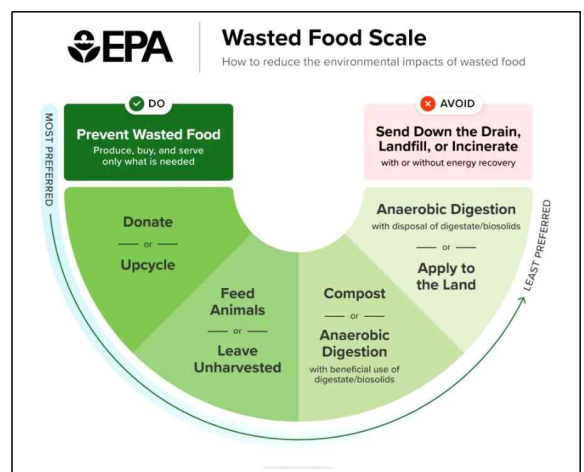 EPA
Wasted Food Scale
How to reduce the environmental impacts of wasted food
DO
Prevent Wasted Food
Produce, buy, and serve
only what is needed
AVOID
Send Down the Drain,
Landfill, or Incinerate
with or without energy recovery
MOST PREFERRED
Donate
or
Upcycle
Feed
Animals
or
Leave
Unharvested
Compost
or
Anaerobic
Digestion
with beneficial use of
digestate/biosolids
Anaerobic Digestion
with disposal of digestate/biosolids
or
Apply to
the Land
LEAST PREFERRED